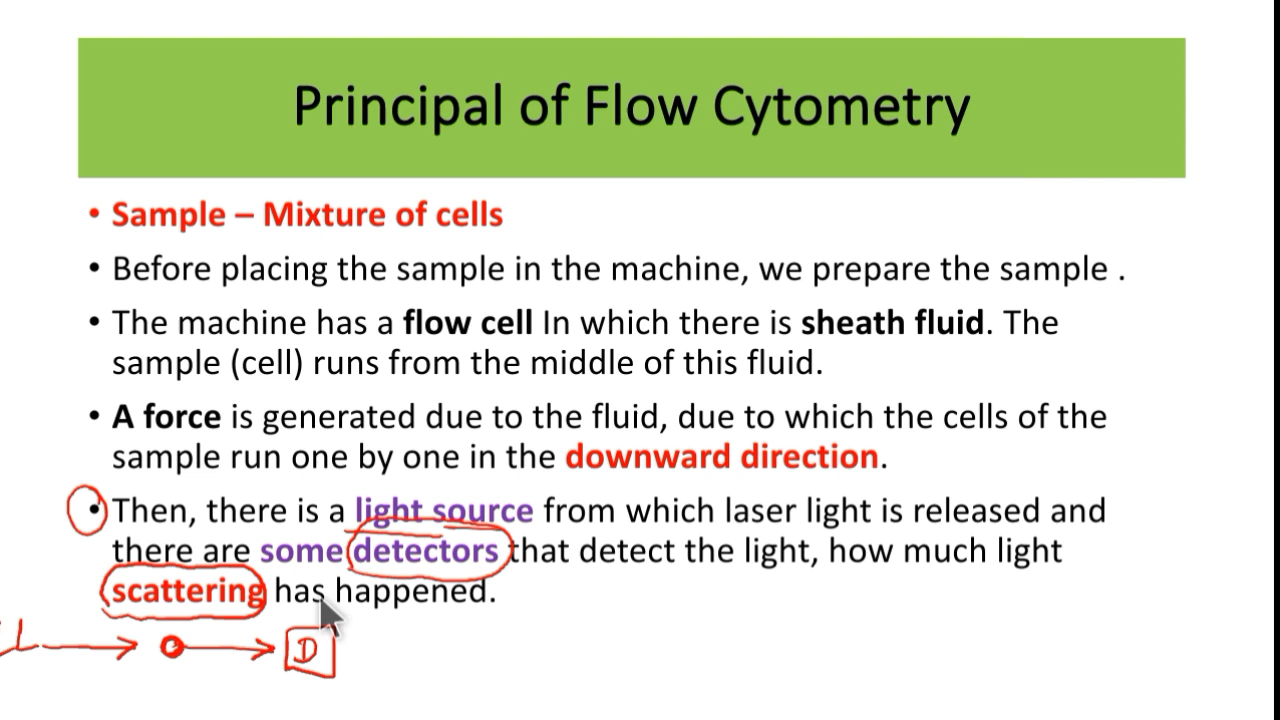 Principal of Flow Cytometry
• Sample – Mixture of cells
• Before placing the sample in the machine, we prepare the sample .
• The machine has a flow cell In which there is sheath fluid. The
sample (cell) runs from the middle of this fluid.
• A force is generated due to the fluid, due to which the cells of the
sample run one by one in the downward direction.
• Then, there is a light source from which laser light is released and
there are some detectors that detect the light, how much light
scattering has happened.
D